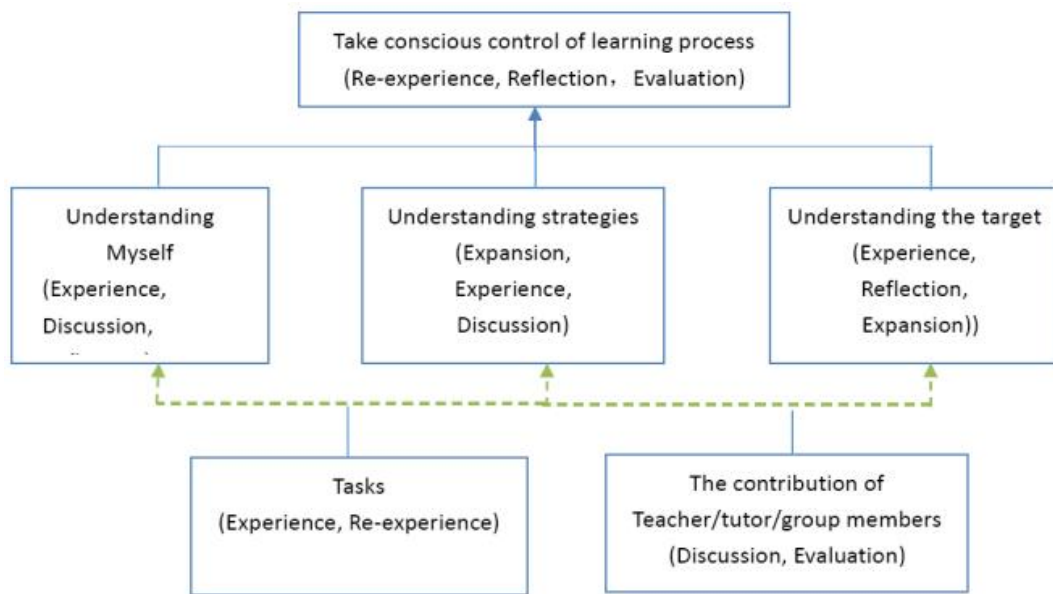 Take conscious control of learning process
(Re-experience, Reflection， Evaluation)
Understanding
Myself
(Experience,
Discussion,
Understanding strategies
(Expansion,
Experience,
Discussion)
Understanding the target
(Experience,
Reflection,
Expansion))
Tasks
(Experience, Re-experience)
The contribution of
Teacher/tutor/group members
(Discussion, Evaluation)